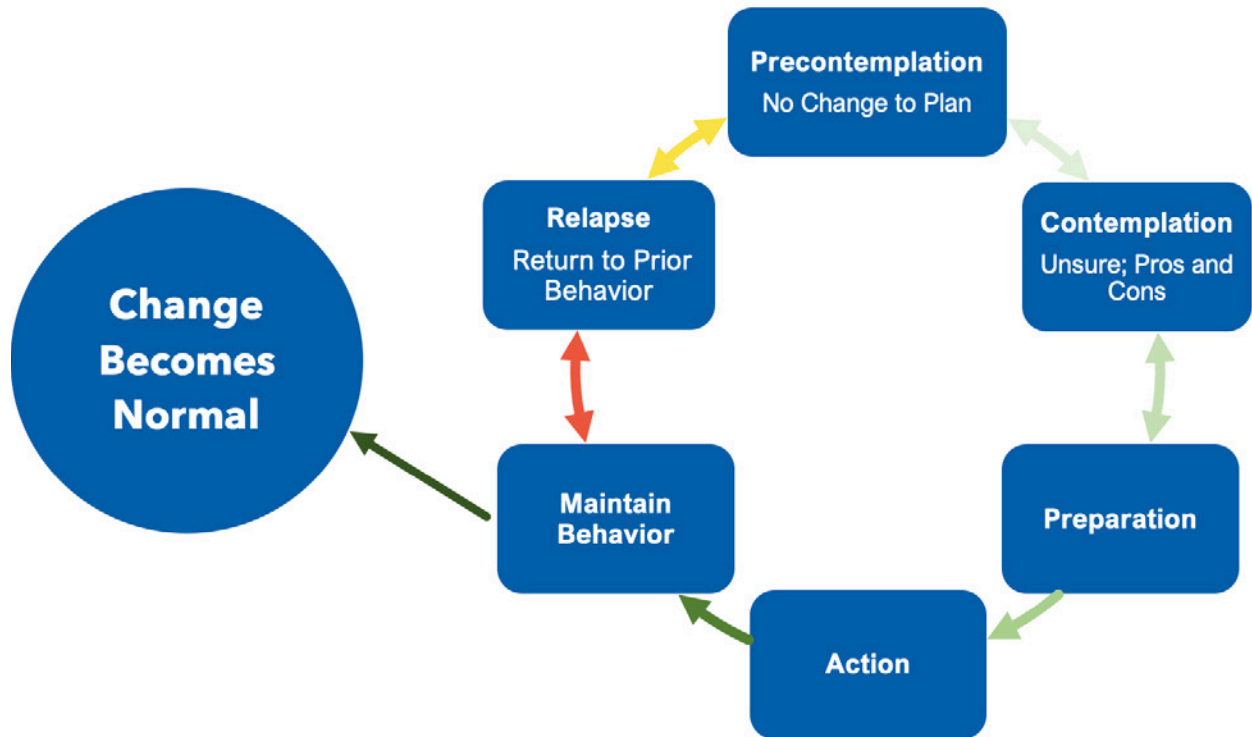 Precontemplation
No Change to Plan
Relapse
Return to Prior
Behavior
Contemplation
Unsure; Pros and
Cons
Change
Becomes
Normal
Maintain
Behavior
Preparation
Action